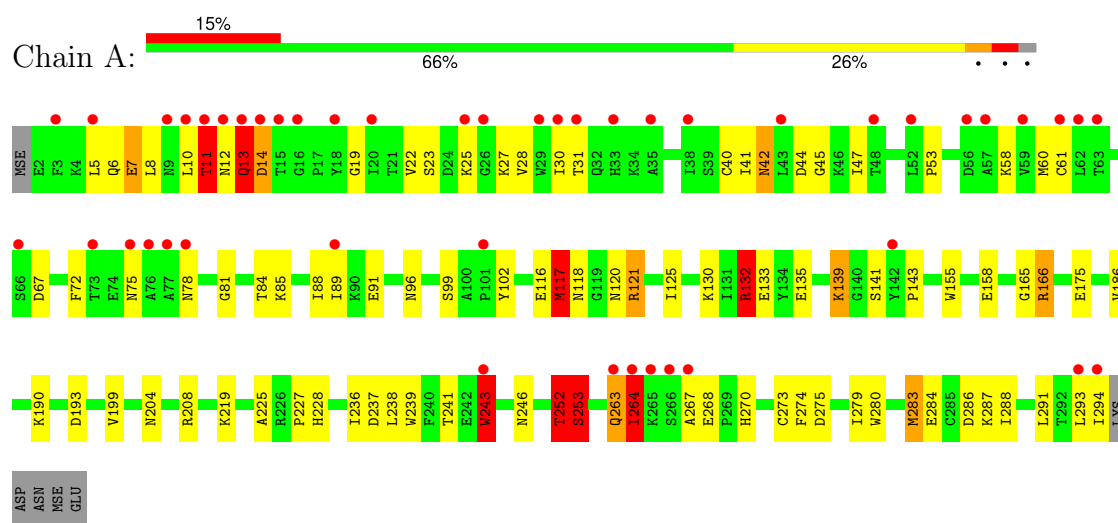 15%
Chain A:
66% 26% • • •
MSE E2 F3 K4 L5 Q6 E7 L8 N9 L10 T11 N12 Q13 D14 T15 G16 P17 Y18 G19 I20 T21 V22 S23 D24 K25 G26 K27 V28 W29 I30 T31 Q32 H33 K34 A35 I38 S39 C40 I41 N42 L43 D44 G45 K46 I47 T48 L52 P53 D56 A57 K58 V59 M60 C61 L62 T63
S66 D67 F72 T73 E74 N75 A76 A77 N78 G81 T84 K85 I88 I89 K90 E91 N96 S99 A100 P101 Y102 E116 M117 N118 G119 N120 R121 I125 K130 I131 R132 E133 Y134 E135 K139 G140 S141 Y142 P143 W155 E158 G165 R166 E175 V186
K190 D193 V199 N204 R208 K219 A225 R226 P227 H228 I236 D237 L238 W239 F240 T241 E242 W243 N246 T252 S253 Q263 I264 K265 S266 A267 E268 P269 H270 C273 F274 D275 I279 W280 M283 E284 C285 D286 K287 I288 L291 T292 L293 I294 LYS
ASP ASN MSE GLU